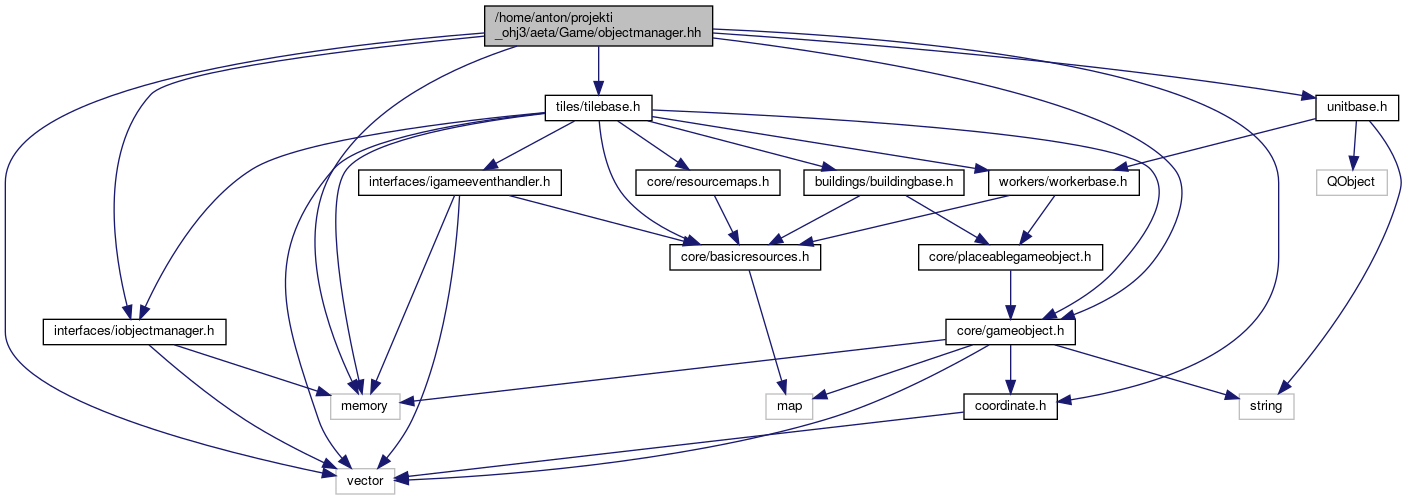 /home/anton/projekti
_ohj3/aeta/Game/objectmanager.hh
tiles/tilebase.h
unitbase.h
interfaces/igameeventhandler.h
core/resourcemaps.h
buildings/buildingbase.h
workers/workerbase.h
QObject
core/basicresources.h
core/placeablegameobject.h
interfaces/iobjectmanager.h
core/gameobject.h
memory
map
coordinate.h
string
vector